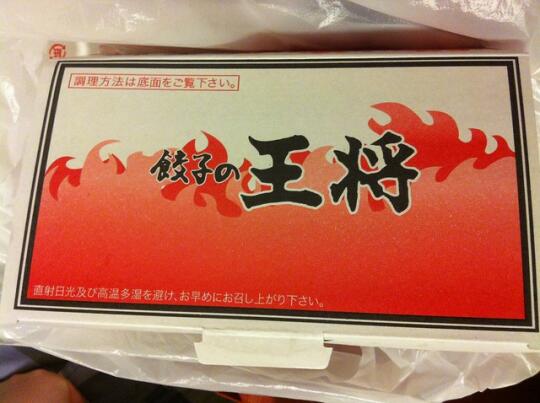 調理方法は底面をご覧下さい。
餃子の王将
直射日光及び高温多湿を避け、お早めにお召し上がり下さい。